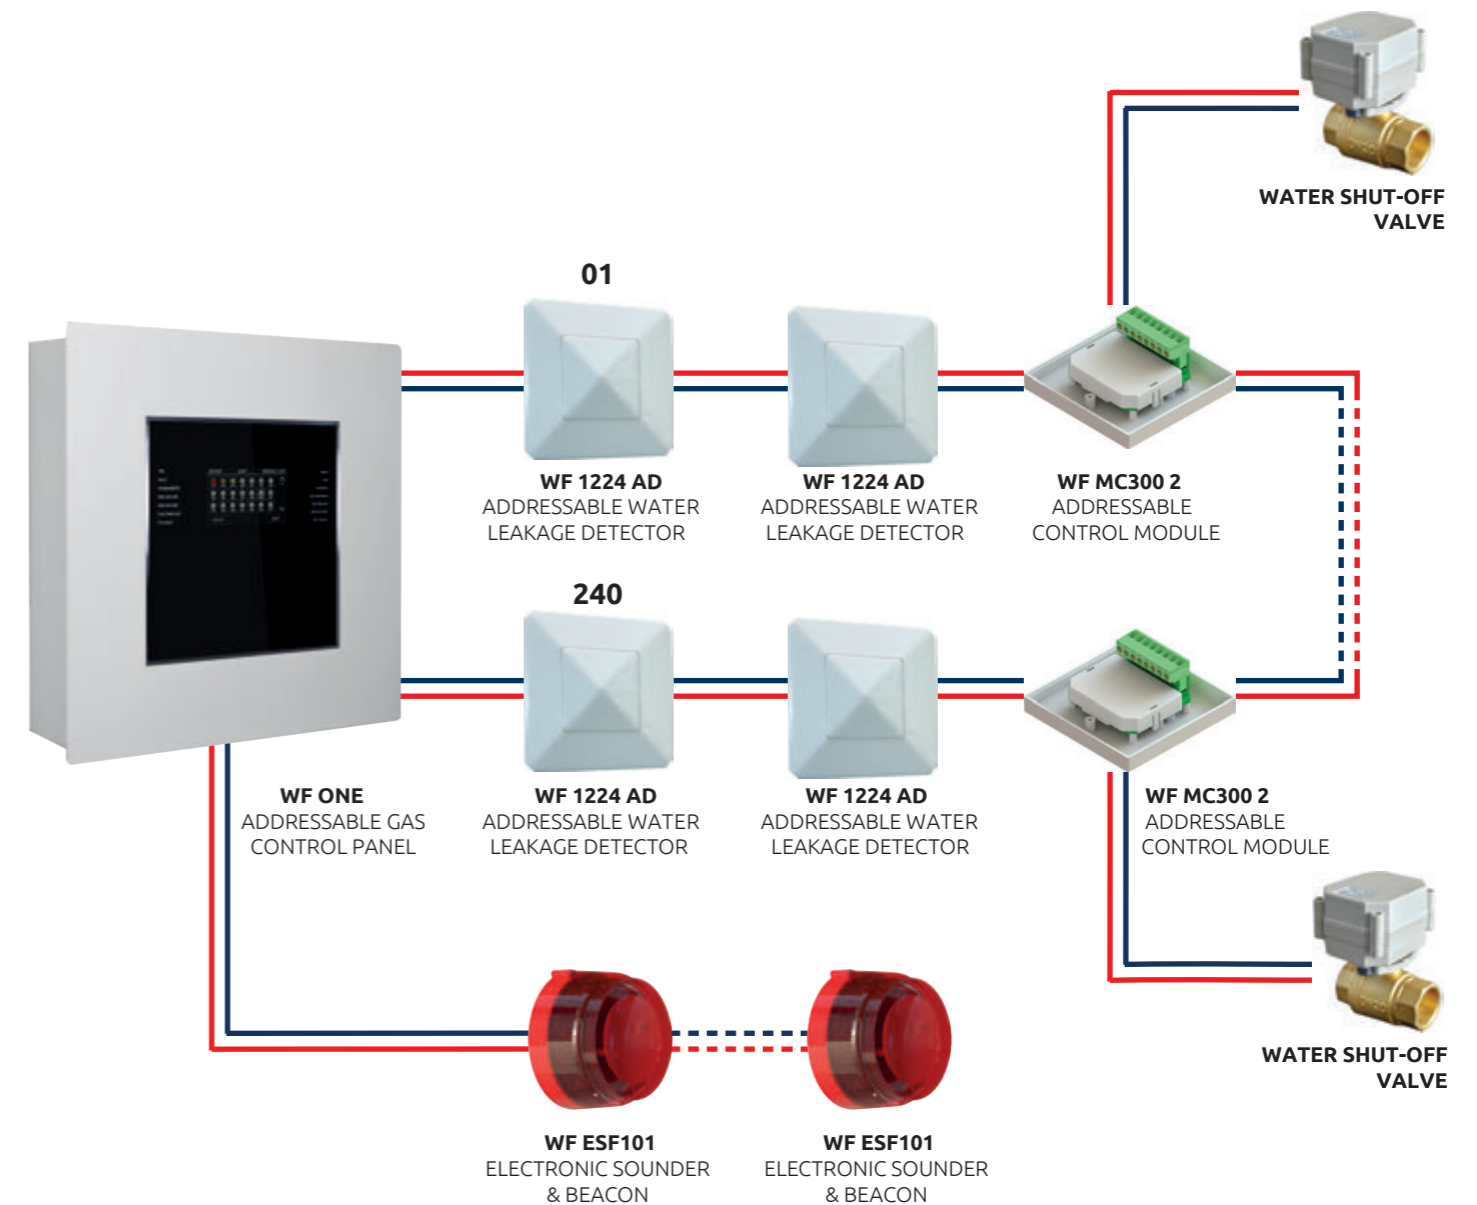 WATER SHUT-OFF
VALVE
01
WF 1224 AD
ADDRESSABLE WATER
LEAKAGE DETECTOR
WF 1224 AD
ADDRESSABLE WATER
LEAKAGE DETECTOR
WF MC300 2
ADDRESSABLE
CONTROL MODULE
240
WF ONE
ADDRESSABLE GAS
CONTROL PANEL
WF 1224 AD
ADDRESSABLE WATER
LEAKAGE DETECTOR
WF 1224 AD
ADDRESSABLE WATER
LEAKAGE DETECTOR
WF MC300 2
ADDRESSABLE
CONTROL MODULE
WATER SHUT-OFF
VALVE
WF ESF101
ELECTRONIC SOUNDER
& BEACON
WF ESF101
ELECTRONIC SOUNDER
& BEACON